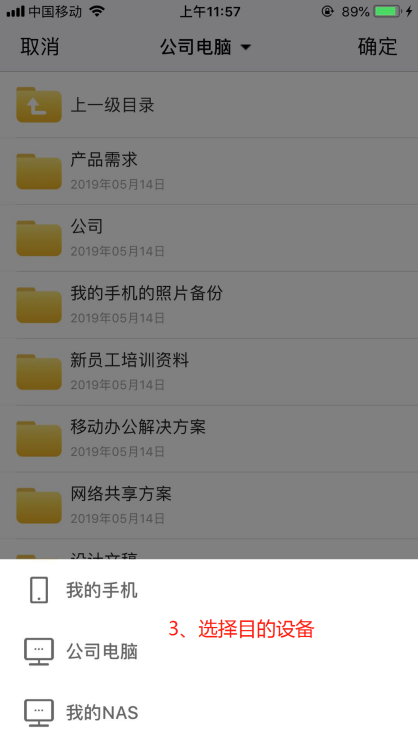 中国移动 上午11:57 89%
取消 公司电脑 确定
上一级目录
产品需求
2019年05月14日
公司
2019年05月14日
我的手机的照片备份
2019年05月14日
新员工培训资料
2019年05月14日
移动办公解决方案
2019年05月14日
网络共享方案
2019年05月14日
设计文稿
我的手机
3、选择目的设备
公司电脑
我的NAS